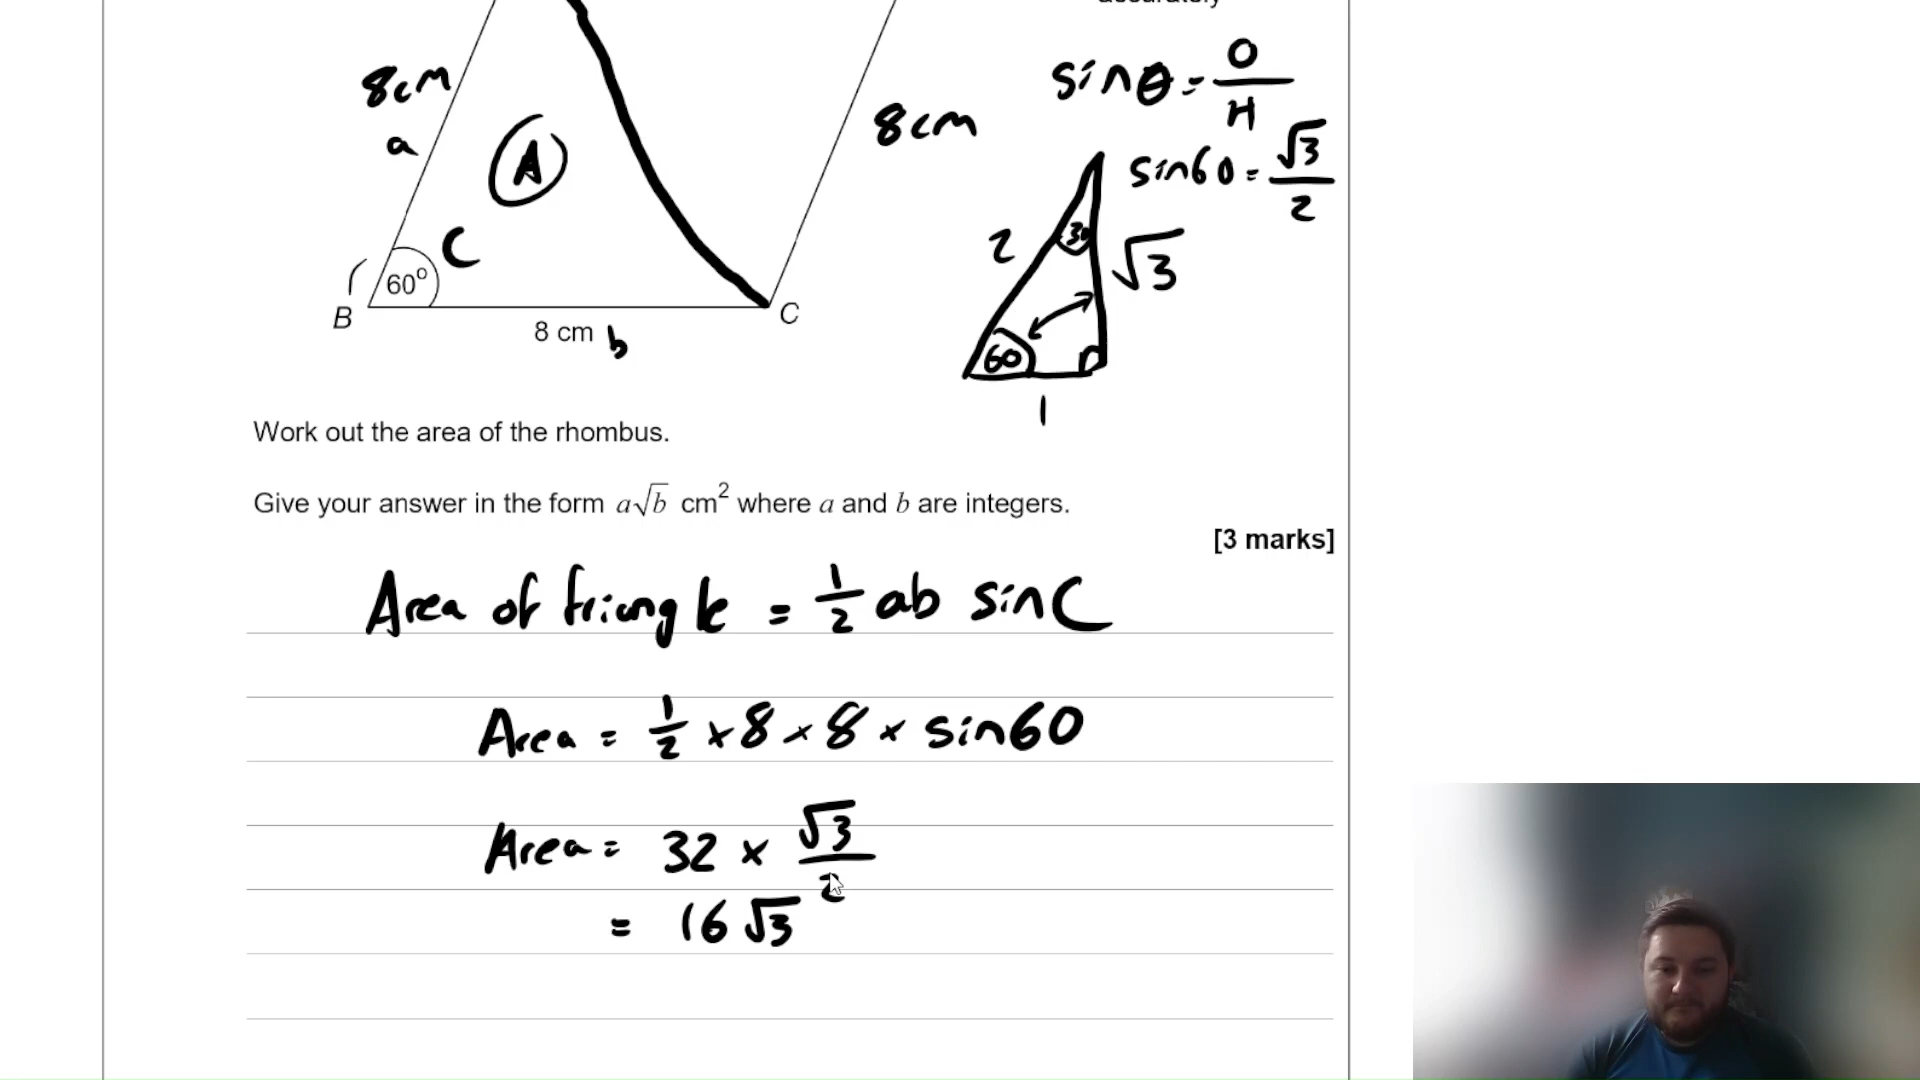 8cm
a
A
C
60°
B
8 cm b
C
8cm
sinθ = O/H
sin60 = √3/2
2
30
√3
60
1
Work out the area of the rhombus.
Give your answer in the form a√b cm² where a and b are integers.
[3 marks]
Area of triangle = 1/2 ab sinC
Area = 1/2 × 8 × 8 × sin60
Area = 32 × √3/2
= 16√3